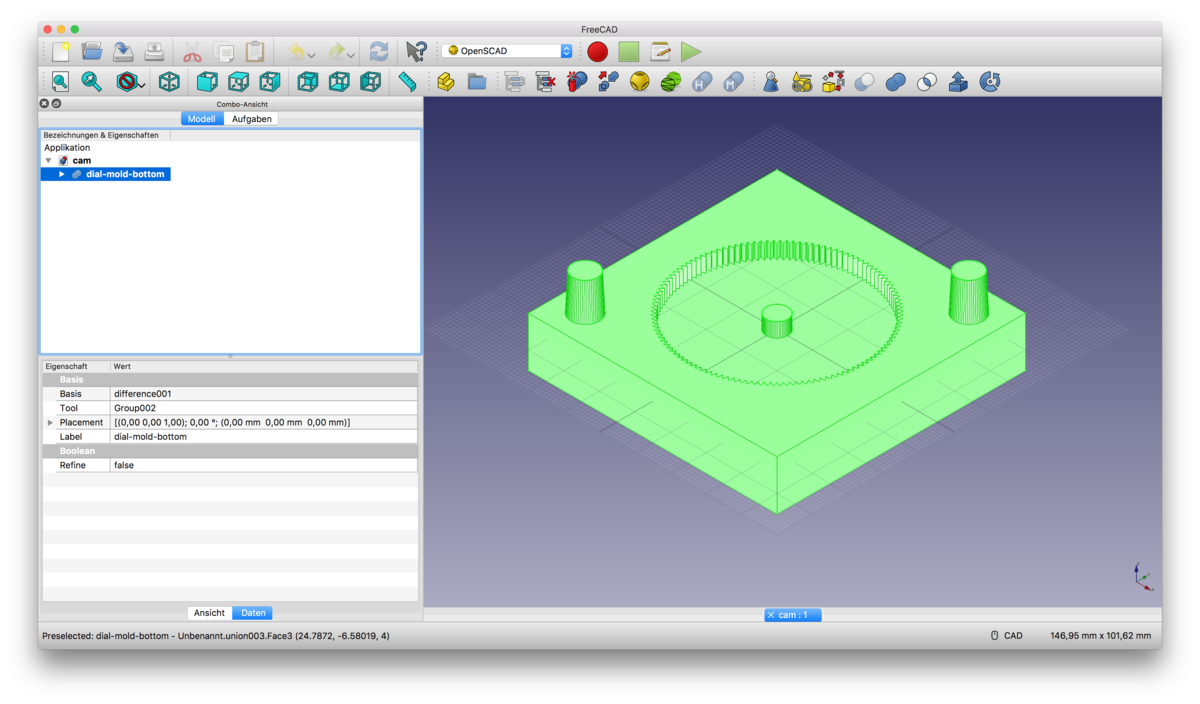 FreeCAD
OpenSCAD
Combo-Ansicht
Modell Aufgaben
Bezeichnungen & Eigenschaften
Applikation
cam
dial-mold-bottom
Eigenschaft Wert
Basis
Basis difference001
Tool Group002
Placement [(0,00 0,00 1,00); 0,00 °; (0,00 mm 0,00 mm 0,00 mm)]
Label dial-mold-bottom
Boolean
Refine false
Ansicht Daten
cam : 1
Preselected: dial-mold-bottom - Unbenannt.union003.Face3 (24.7872, -6.58019, 4)
CAD 146,95 mm x 101,62 mm